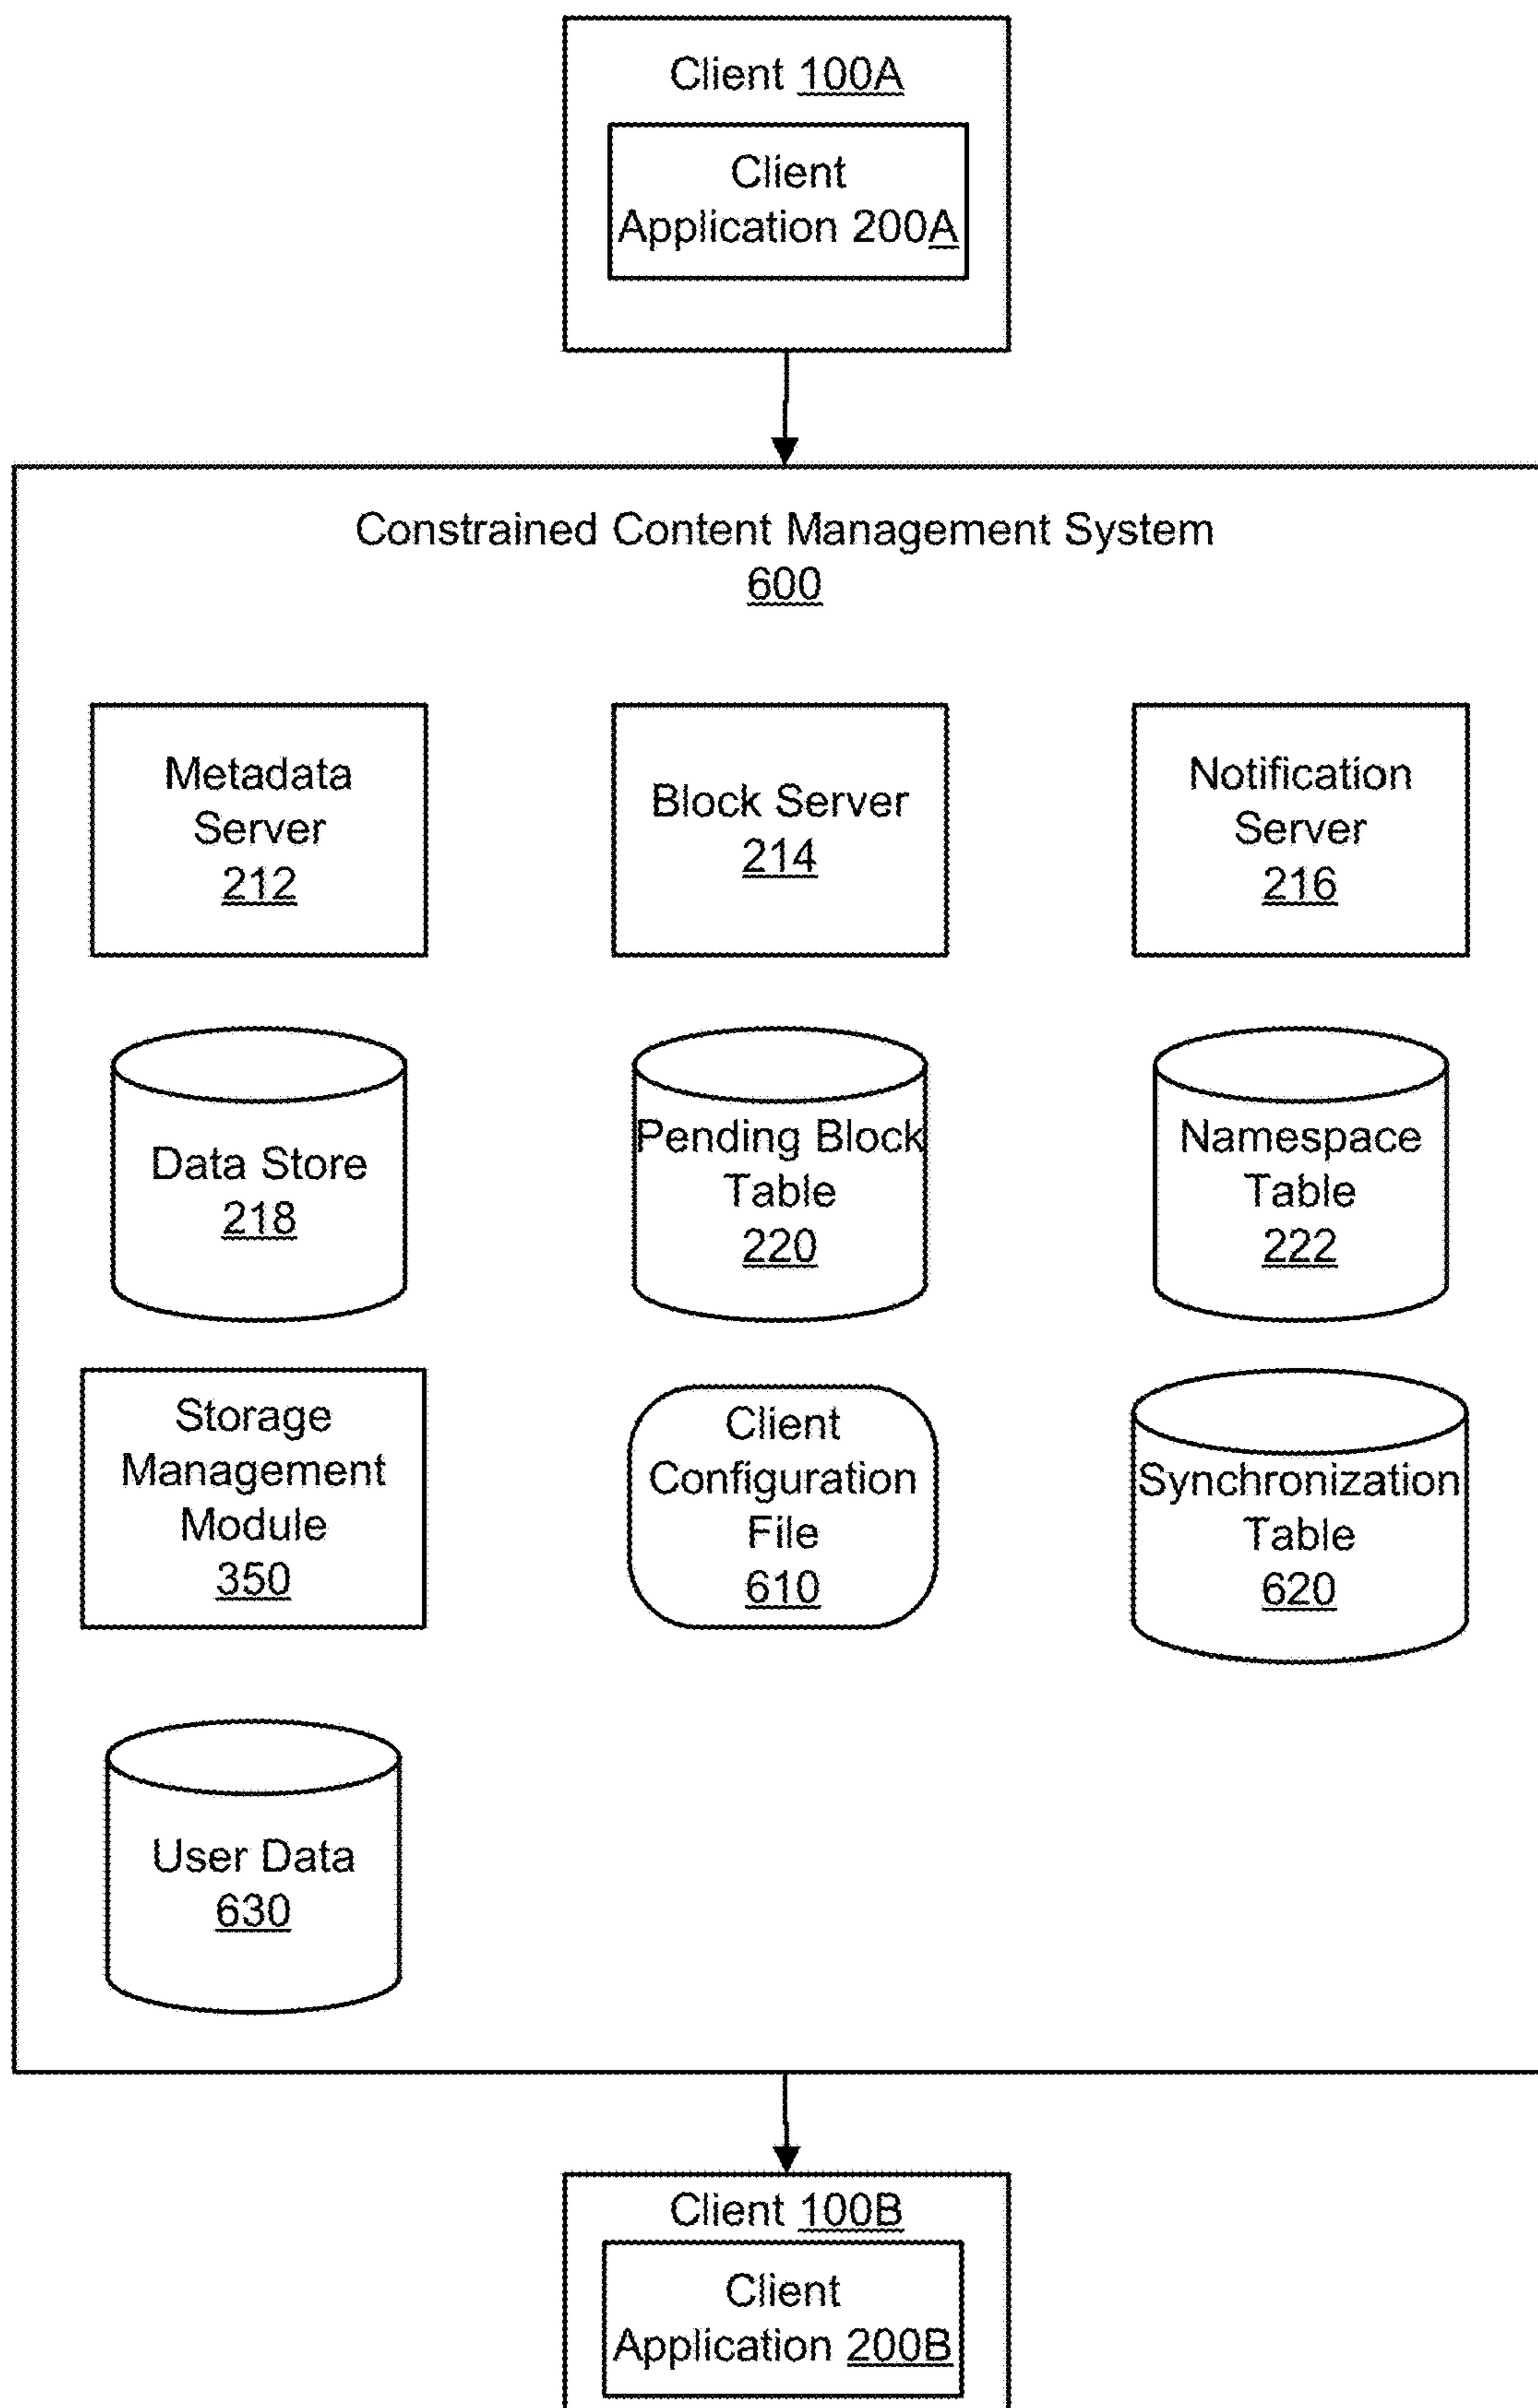 Client 100A
Client
Application 200A
Constrained Content Management System
600
Metadata
Server
212
Block Server
214
Notification
Server
216
Data Store
218
Pending Block
Table
220
Namespace
Table
222
Storage
Management
Module
350
Client
Configuration
File
610
Synchronization
Table
620
User Data
630
Client 100B
Client
Application 200B